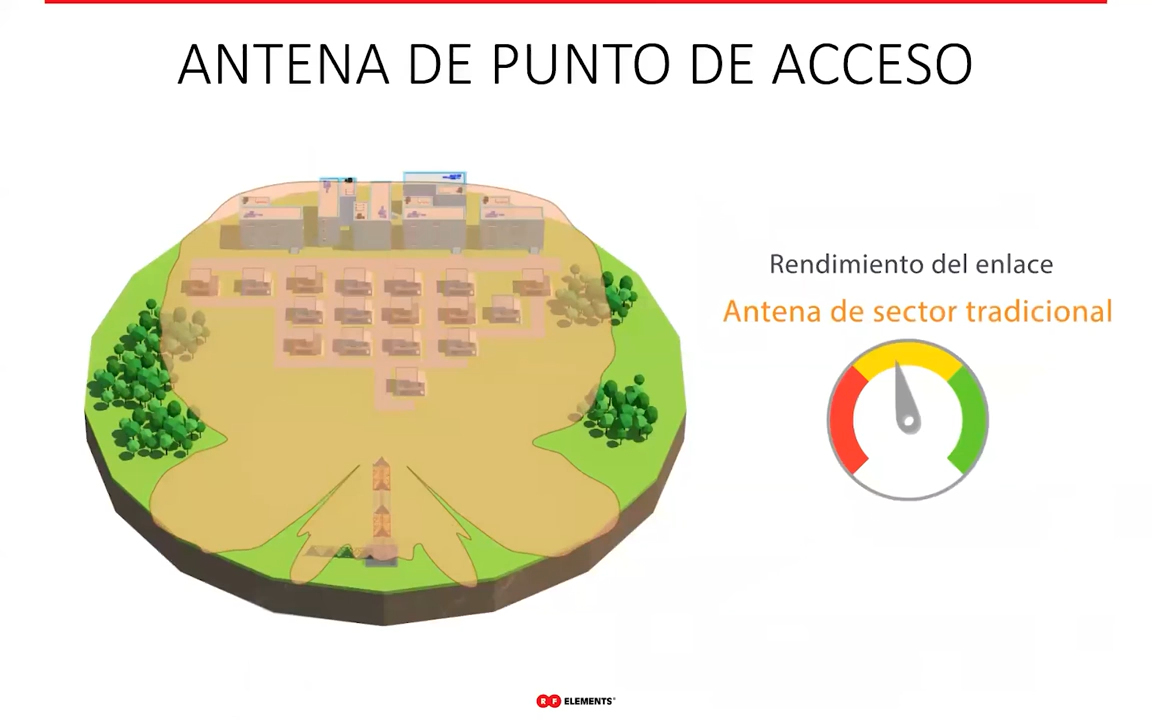 ANTENA DE PUNTO DE ACCESO
Rendimiento del enlace
Antena de sector tradicional
RF ELEMENTS